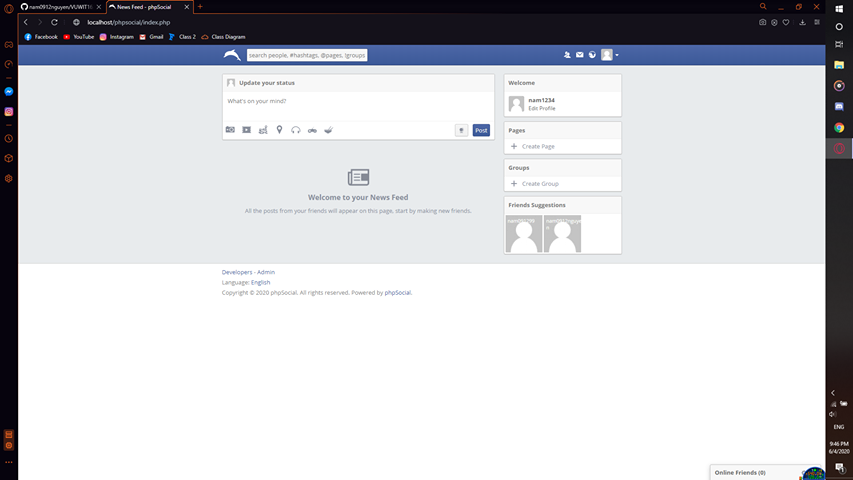 nam0912nguyen/VUWIT1
News Feed - phpSocial
localhost/phpsocial/index.php
Facebook
YouTube
Instagram
Gmail
Class 2
Class Diagram
search people, #hashtags, @pages, !groups
Update your status
What's on your mind?
Post
Welcome to your News Feed
All the posts from your friends will appear on this page, start by making new friends.
Welcome
nam1234
Edit Profile
Pages
Create Page
Groups
Create Group
Friends Suggestions
Developers - Admin
Language: English
Copyright © 2020 phpSocial. All rights reserved. Powered by phpSocial.
Online Friends (0)
ENG
9:46 PM
6/4/2020